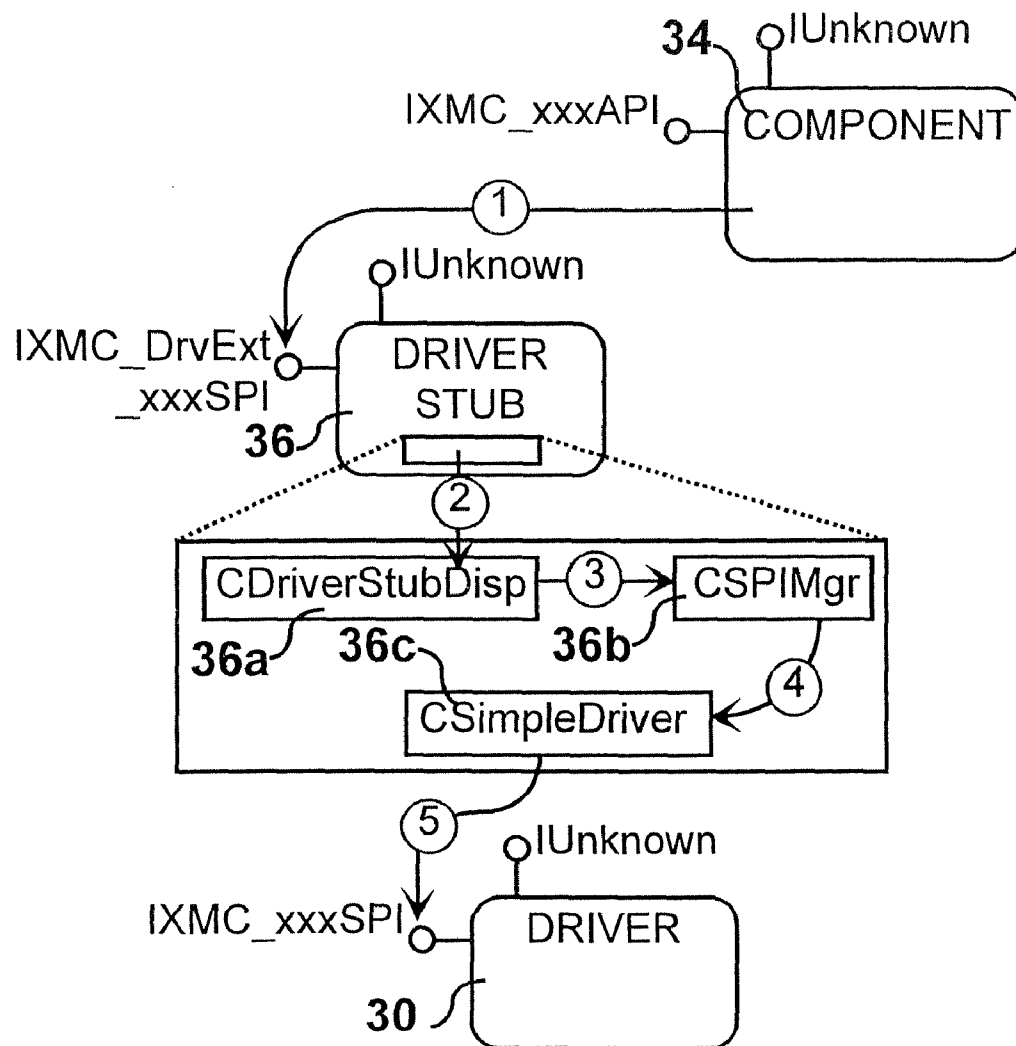 34
IUnknown
IXMC_xxxAPI
COMPONENT
1
IUnknown
IXMC_DrvExt
_xxxSPI
DRIVER
STUB
36
2
CDriverStubDisp
3
CSPIMgr
36a
36c
36b
4
CSimpleDriver
5
IUnknown
IXMC_xxxSPI
DRIVER
30